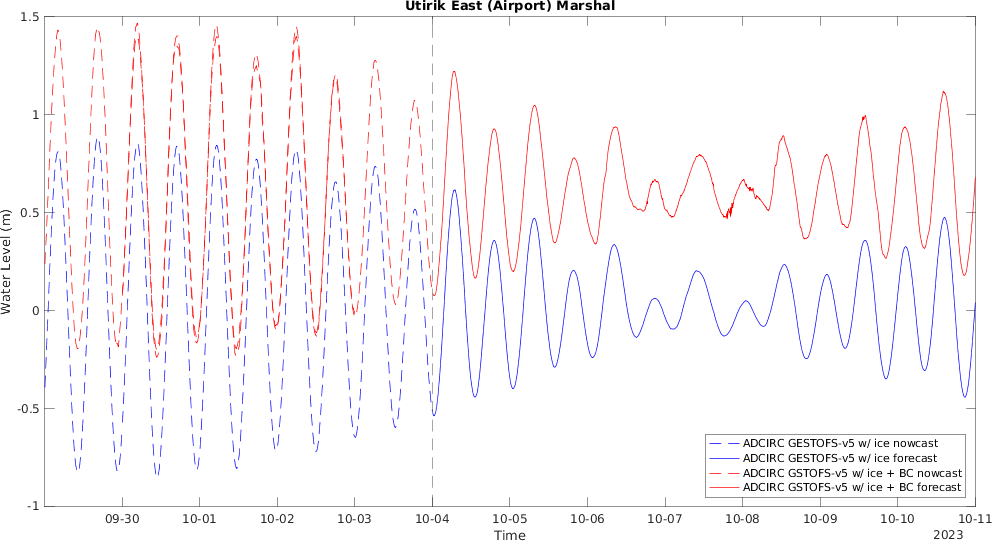 Utirik East (Airport) Marshal
1.5
1
0.5
0
-0.5
-1
Water Level (m)
09-30 10-01 10-02 10-03 10-04 10-05 10-06 10-07 10-08 10-09 10-10 10-11
Time
2023
ADCIRC GESTOFS-v5 w/ ice nowcast
ADCIRC GESTOFS-v5 w/ ice forecast
ADCIRC GSTOFS-v5 w/ ice + BC nowcast
ADCIRC GSTOFS-v5 w/ ice + BC forecast